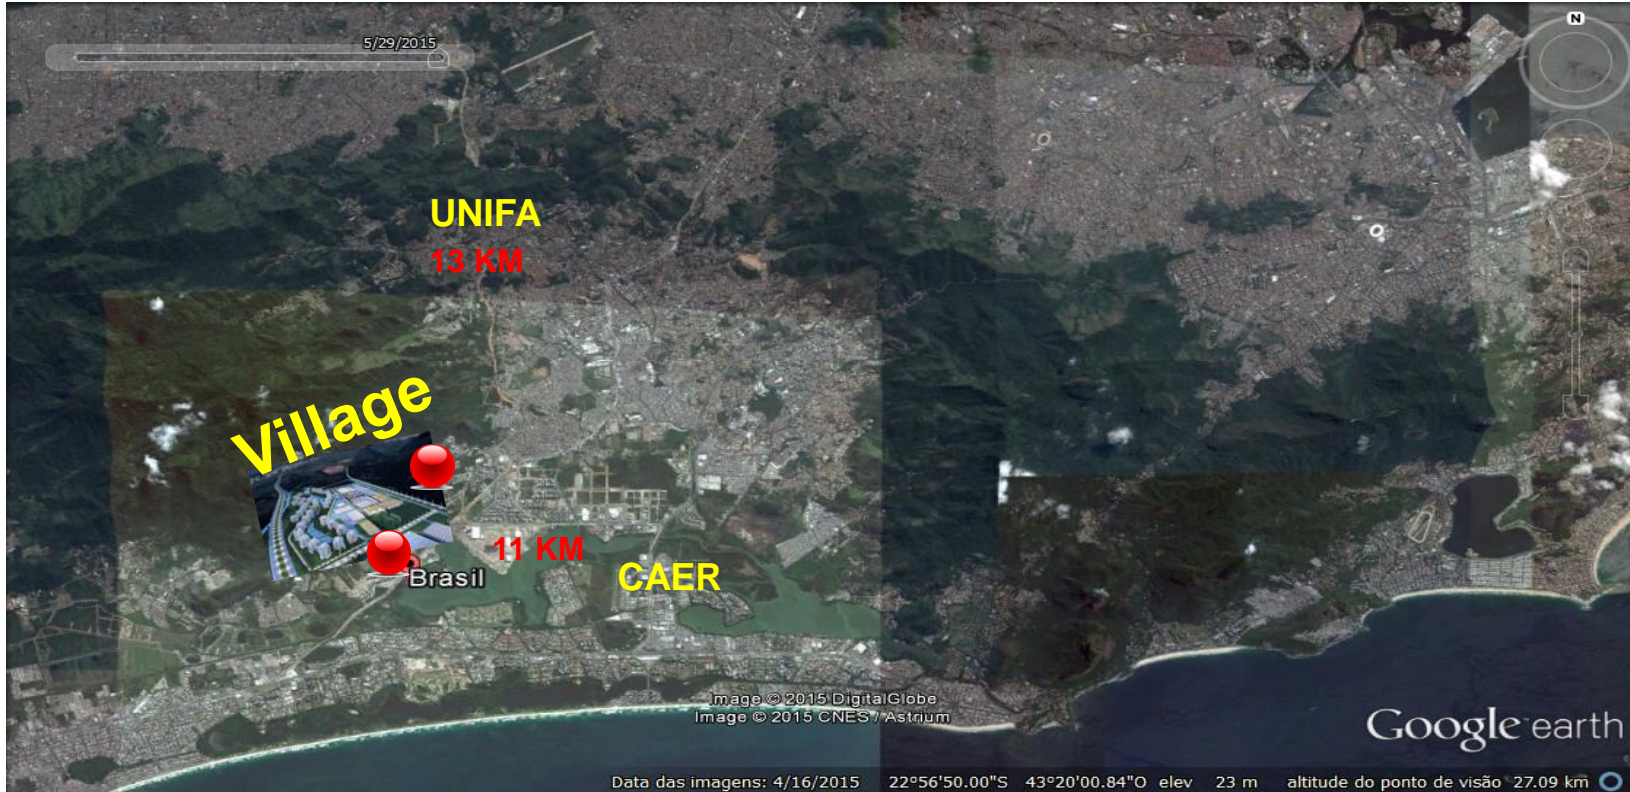 5/29/2015
N
UNIFA
13 KM
Village
11 KM
Brasil
CAER
Image © 2015 DigitalGlobe
Image © 2015 CNES / Astrium
Google earth
Data das imagens: 4/16/2015 22°56'50.00"S 43°20'00.84"O elev 23 m altitude do ponto de visão 27.09 km